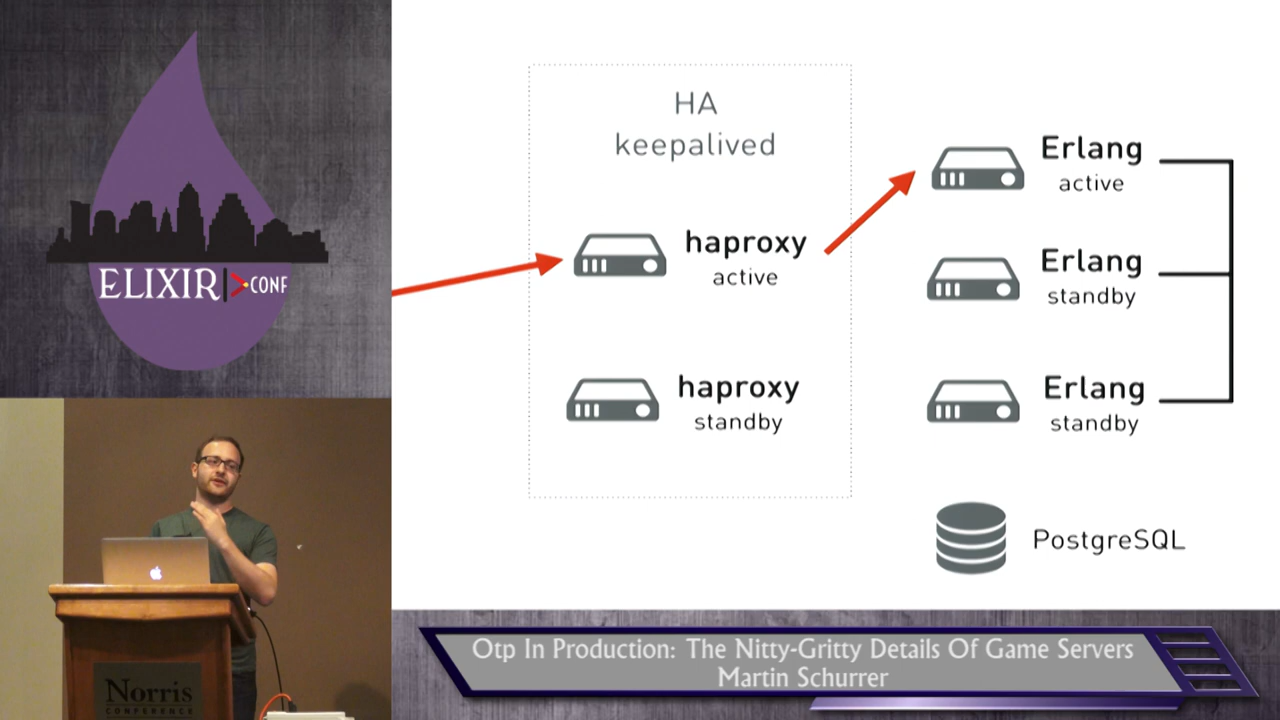 ELIXIR|>CONF
HA
keepalived
haproxy
active
haproxy
standby
Erlang
active
Erlang
standby
Erlang
standby
PostgreSQL
Norris
CONFERENCE
Otp In Production: The Nitty-Gritty Details Of Game Servers
Martin Schurrer